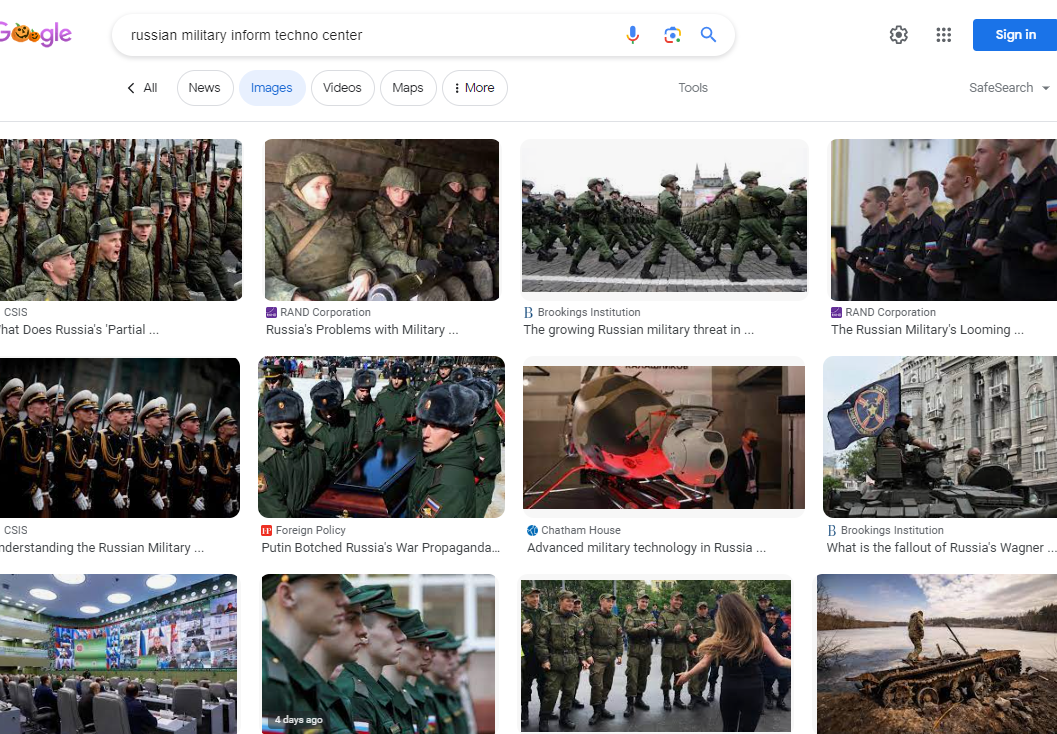 Google
russian military inform techno center
Sign in
All
News
Images
Videos
Maps
More
Tools
SafeSearch
CSIS
RAND Corporation
Brookings Institution
RAND Corporation
hat Does Russia's 'Partial ...
Russia's Problems with Military ...
The growing Russian military threat in ...
The Russian Military's Looming ...
CSIS
Foreign Policy
Chatham House
Brookings Institution
nderstanding the Russian Military ...
Putin Botched Russia's War Propaganda...
Advanced military technology in Russia ...
What is the fallout of Russia's Wagner ...
4 days ago